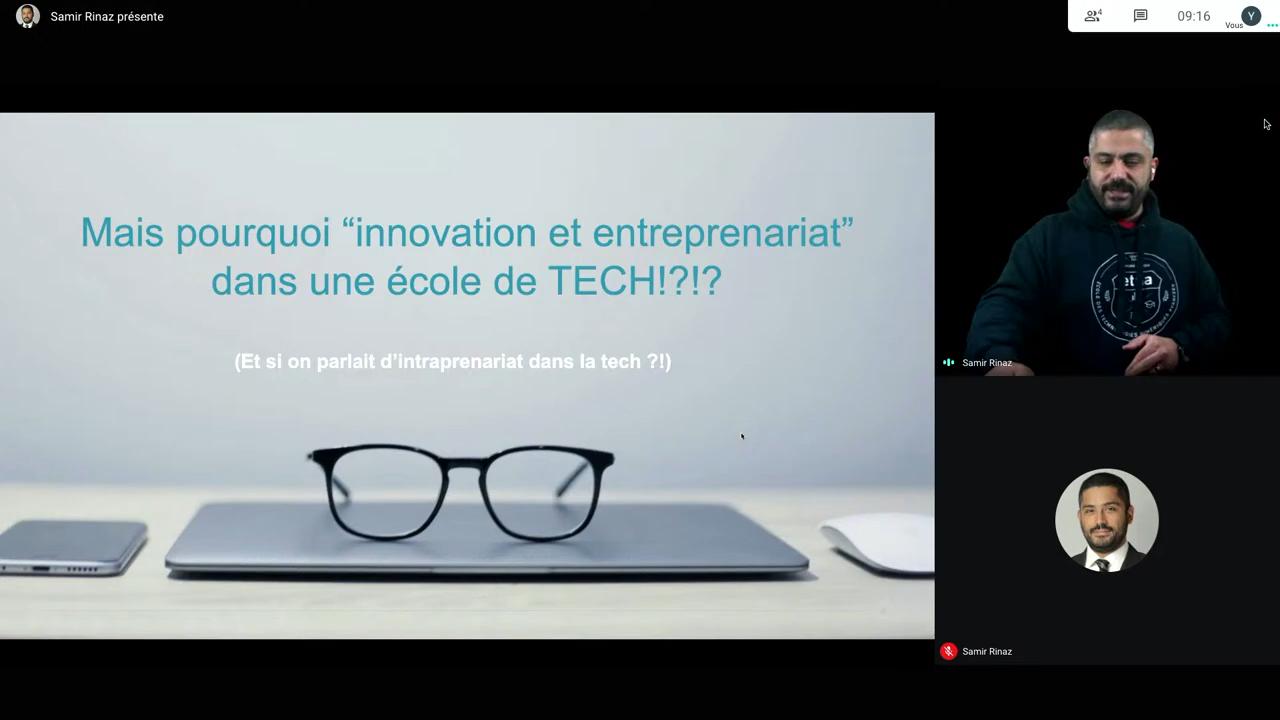 Samir Rinaz présente
4
09:16
Vous
Y
Mais pourquoi “innovation et entreprenariat”
dans une école de TECH!?!?
(Et si on parlait d’intraprenariat dans la tech ?!)
Samir Rinaz
Samir Rinaz